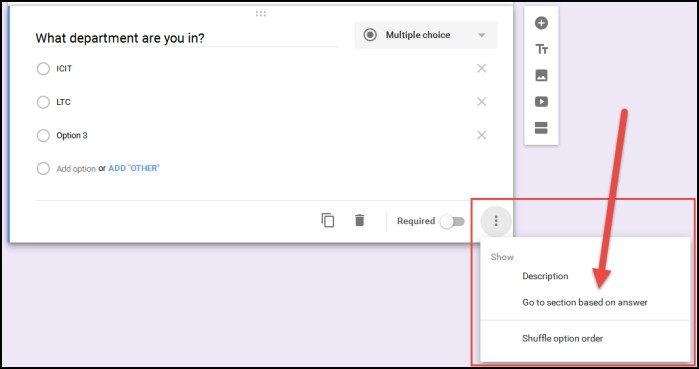 What department are you in?
Multiple choice
ICIT
LTC
Option 3
Add option or ADD "OTHER"
Tт
Required
Show
Description
Go to section based on answer
Shuffle option order